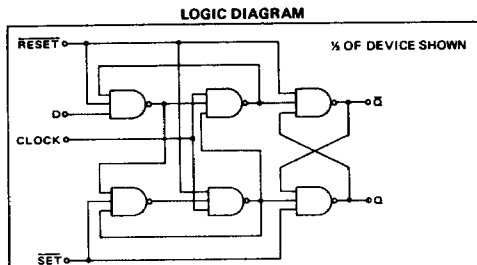 LOGIC DIAGRAM
RESET
½ OF DEVICE SHOWN
D
Q̅
CLOCK
Q
SET